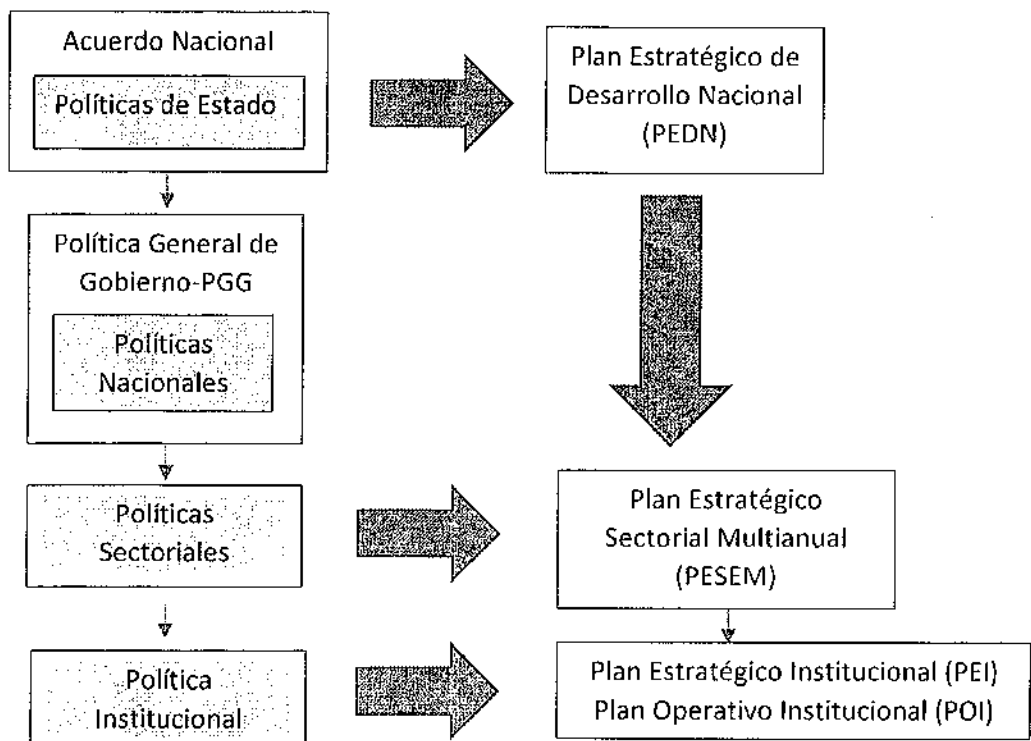 Acuerdo Nacional
Políticas de Estado
Plan Estratégico de
Desarrollo Nacional
(PEDN)
Política General de
Gobierno-PGG
Políticas
Nacionales
Políticas
Sectoriales
Plan Estratégico
Sectorial Multianual
(PESEM)
Política
Institucional
Plan Estratégico Institucional (PEI)
Plan Operativo Institucional (POI)